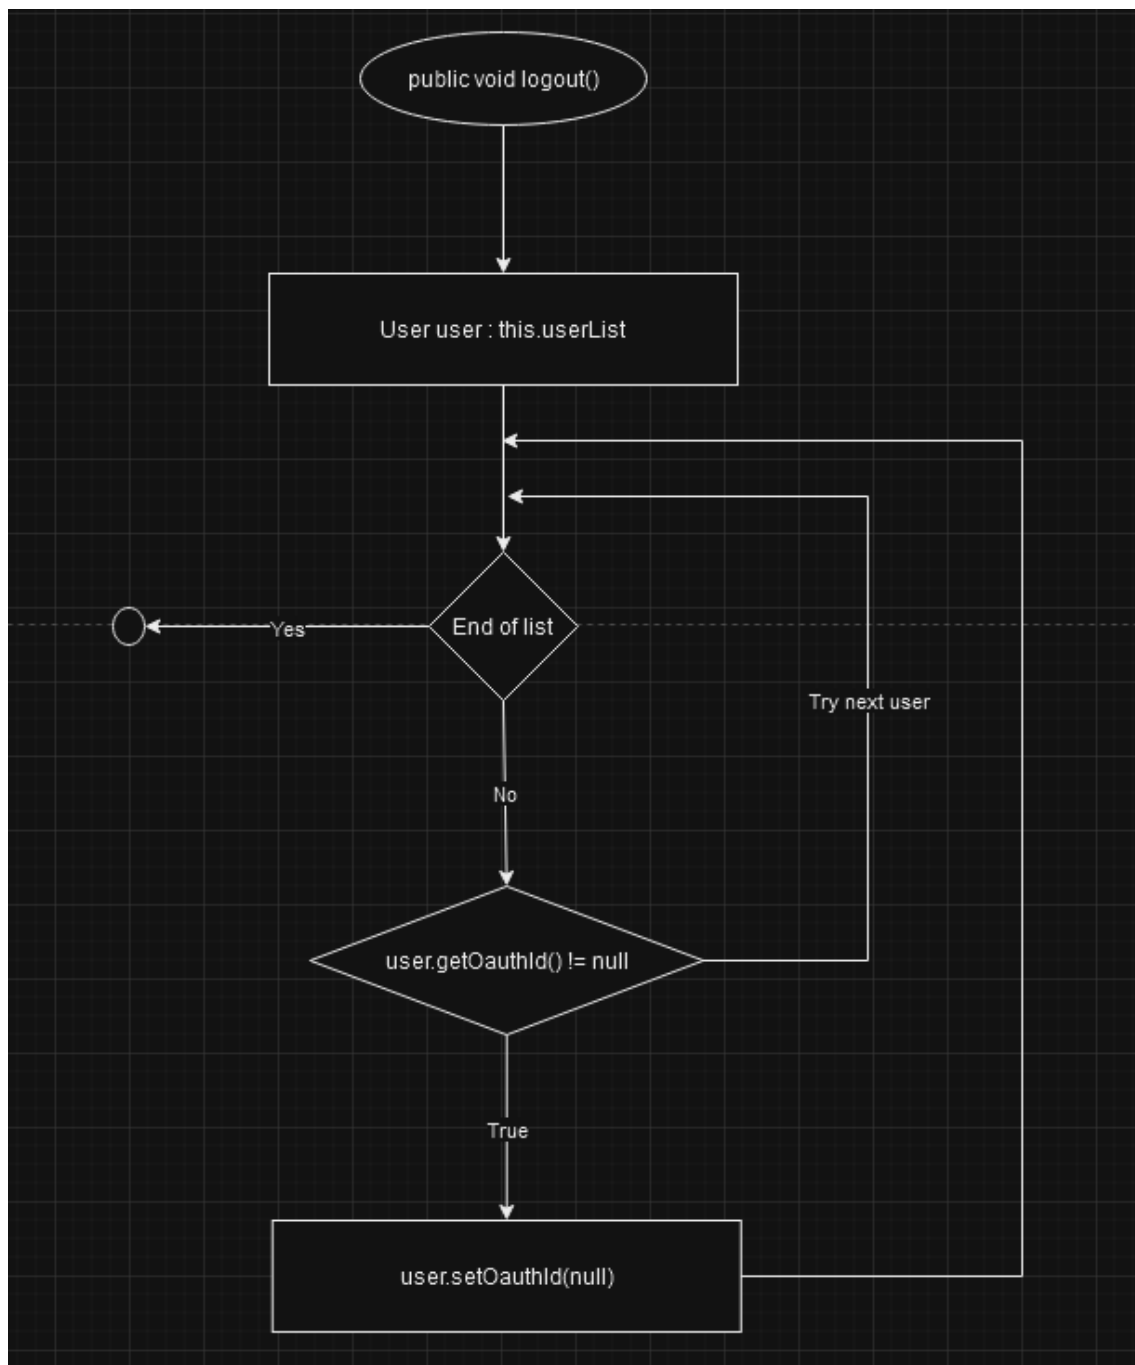 public void logout()
User user : this.userList
End of list
Yes
Try next user
No
user.getOauthId() != null
True
user.setOauthId(null)